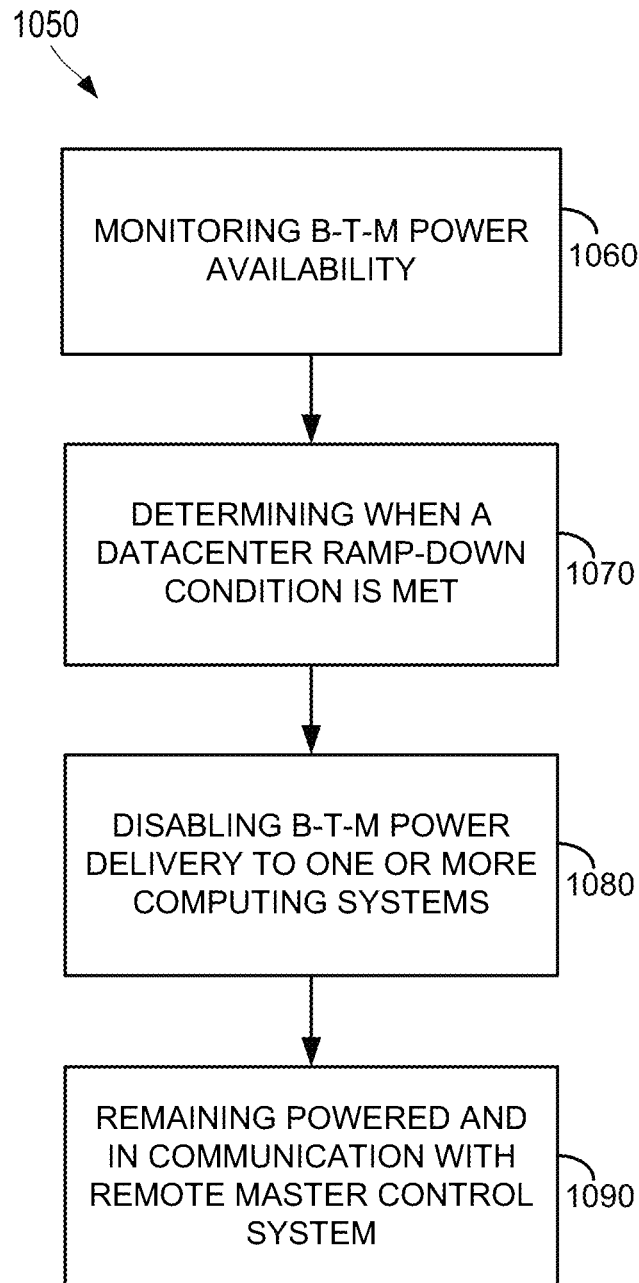 1050
MONITORING B-T-M POWER
AVAILABILITY
1060
DETERMINING WHEN A
DATACENTER RAMP-DOWN
CONDITION IS MET
1070
DISABLING B-T-M POWER
DELIVERY TO ONE OR MORE
COMPUTING SYSTEMS
1080
REMAINING POWERED AND
IN COMMUNICATION WITH
REMOTE MASTER CONTROL
SYSTEM
1090